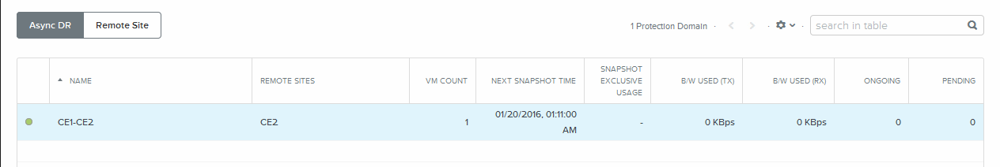 Async DR
Remote Site
1 Protection Domain
search in table
NAME
REMOTE SITES
VM COUNT
NEXT SNAPSHOT TIME
SNAPSHOT
EXCLUSIVE
USAGE
B/W USED (TX)
B/W USED (RX)
ONGOING
PENDING
CE1-CE2
CE2
1
01/20/2016, 01:11:00
AM
-
0 KBps
0 KBps
0
0